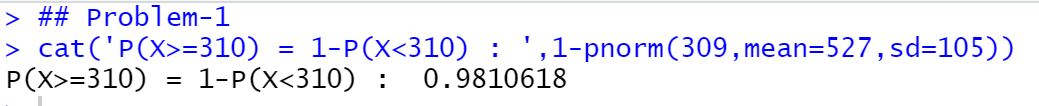 > ## Problem-1
> cat('P(X>=310) = 1-P(X<310) : ',1-pnorm(309,mean=527,sd=105))
P(X>=310) = 1-P(X<310) :  0.9810618